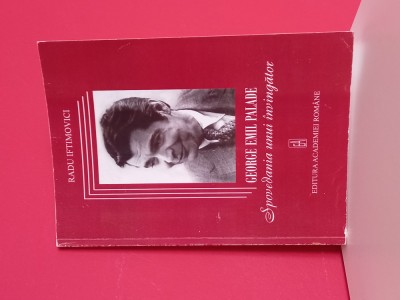 RADU IFTIMOVICI
GEORGE EMIL PALADE
Spovedania unui învingător
EDITURA ACADEMIEI ROMÂNE